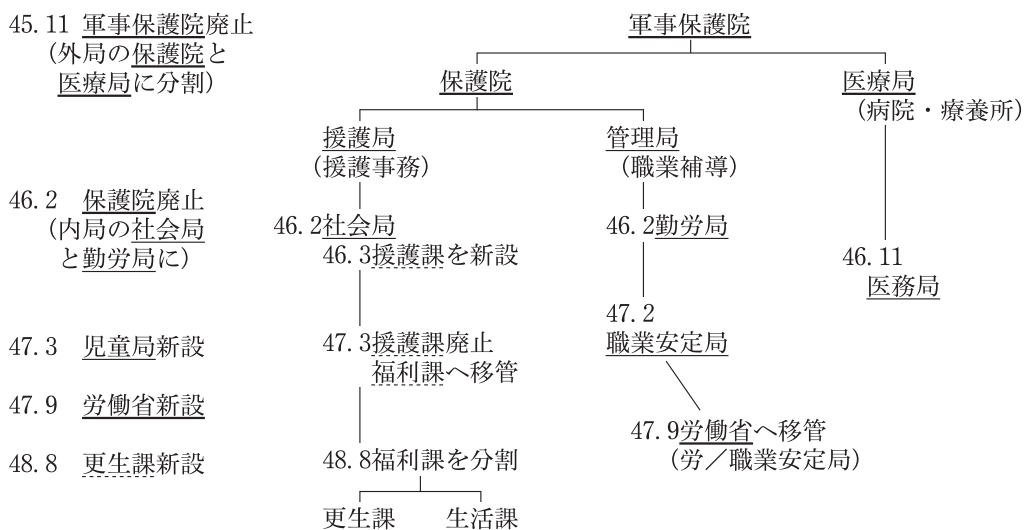 45.11 軍事保護院廃止
(外局の保護院と
医療局に分割)
46.2 保護院廃止
(内局の社会局
と勤労局に)
47.3 児童局新設
47.9 労働省新設
48.8 更生課新設
軍事保護院
保護院
医療局
(病院・療養所)
援護局
(援護事務)
管理局
(職業補導)
46.2社会局
46.3援護課を新設
46.2勤労局
46.11
医務局
47.2
職業安定局
47.3援護課廃止
福利課へ移管
47.9労働省へ移管
(労／職業安定局)
48.8福利課を分割
更生課
生活課